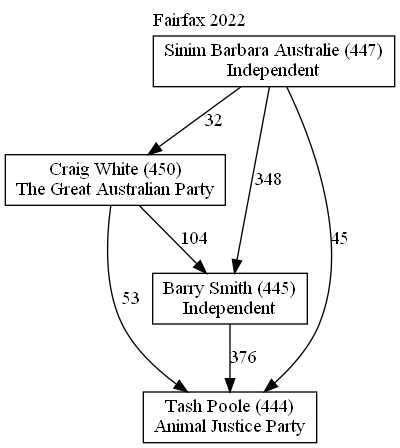 Fairfax 2022
Sinim Barbara Australie (447)
Independent
32
348
45
Craig White (450)
The Great Australian Party
104
53
Barry Smith (445)
Independent
376
Tash Poole (444)
Animal Justice Party